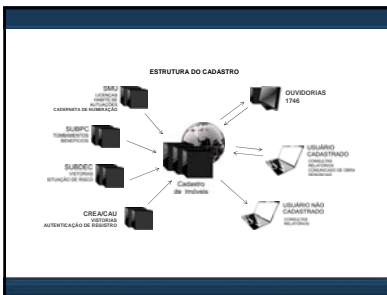 ESTRUTURA DO CADASTRO
SMU
LICENÇAS
HABITE-SE
AUTUAÇÕES
CADERNETA DE NUMERAÇÃO
OUVIDORIAS
1746
SUBPC
TOMBAMENTOS
BENEFÍCIOS
USUÁRIO
CADASTRADO
CONSULTAS
RELATÓRIOS
COMUNICADO DE OBRA
DENÚNCIAS
SUBDEC
VISTORIAS
SITUAÇÃO DE RISCO
Cadastro
de Imóveis
CREA/CAU
VISTORIAS
AUTENTICAÇÃO DE REGISTRO
USUÁRIO NÃO
CADASTRADO
CONSULTAS
RELATÓRIOS